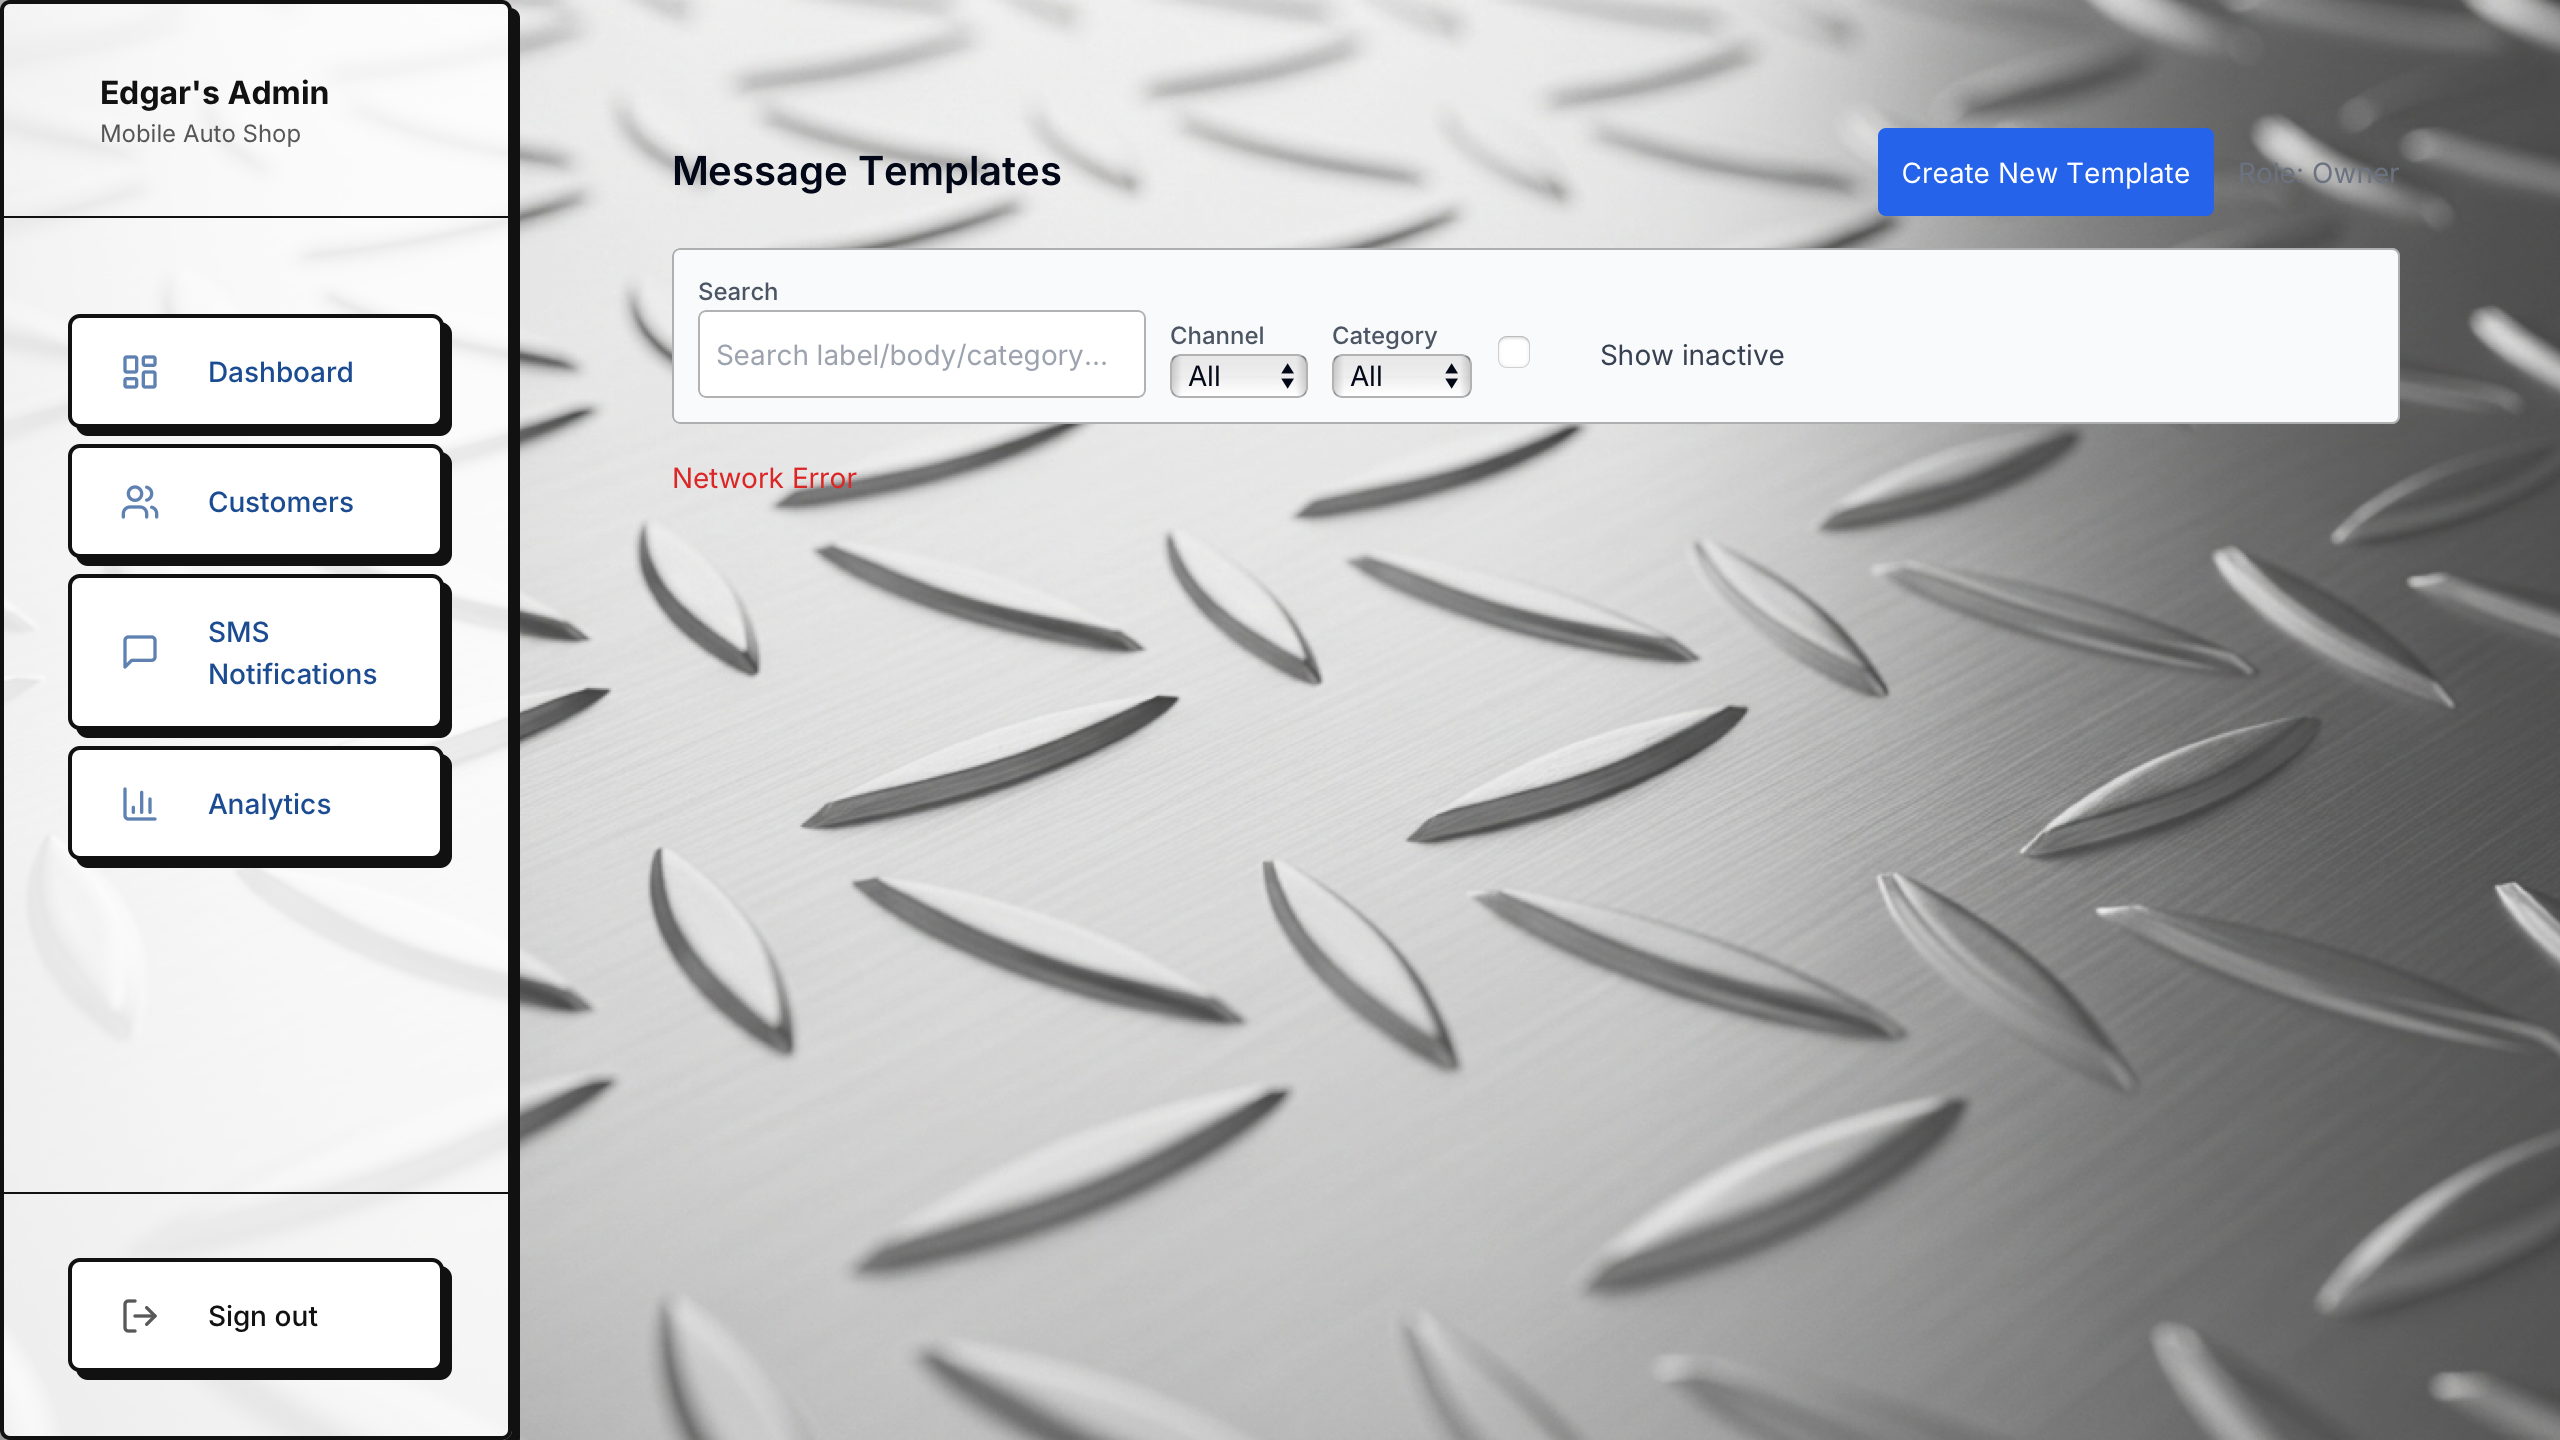 Edgar's Admin
Mobile Auto Shop
Dashboard
Customers
SMS
Notifications
Analytics
Sign out
Message Templates
Create New Template
Role: Owner
Search
Search label/body/category...
Channel
All
Category
All
Show inactive
Network Error